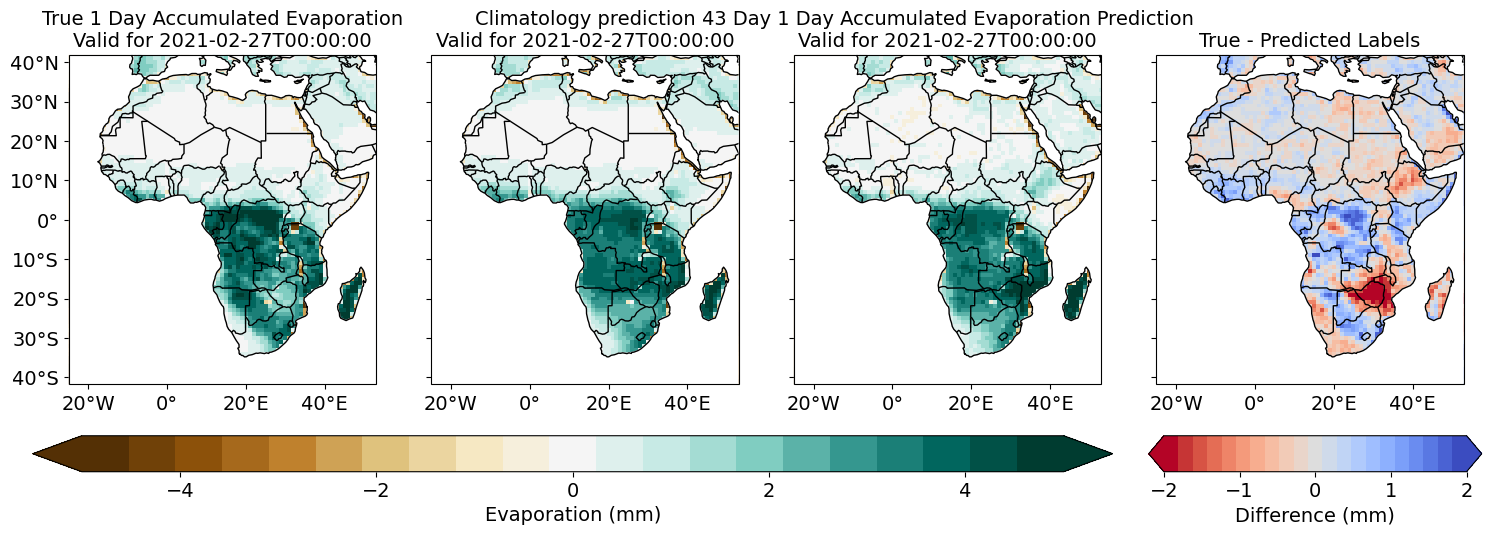 True 1 Day Accumulated Evaporation
Valid for 2021-02-27T00:00:00
Climatology prediction 43 Day 1 Day Accumulated Evaporation Prediction
Valid for 2021-02-27T00:00:00
Valid for 2021-02-27T00:00:00
True - Predicted Labels
40°N
30°N
20°N
10°N
0°
10°S
20°S
30°S
40°S
20°W 0° 20°E 40°E
20°W 0° 20°E 40°E
20°W 0° 20°E 40°E
20°W 0° 20°E 40°E
−4 −2 0 2 4
Evaporation (mm)
−2 −1 0 1 2
Difference (mm)